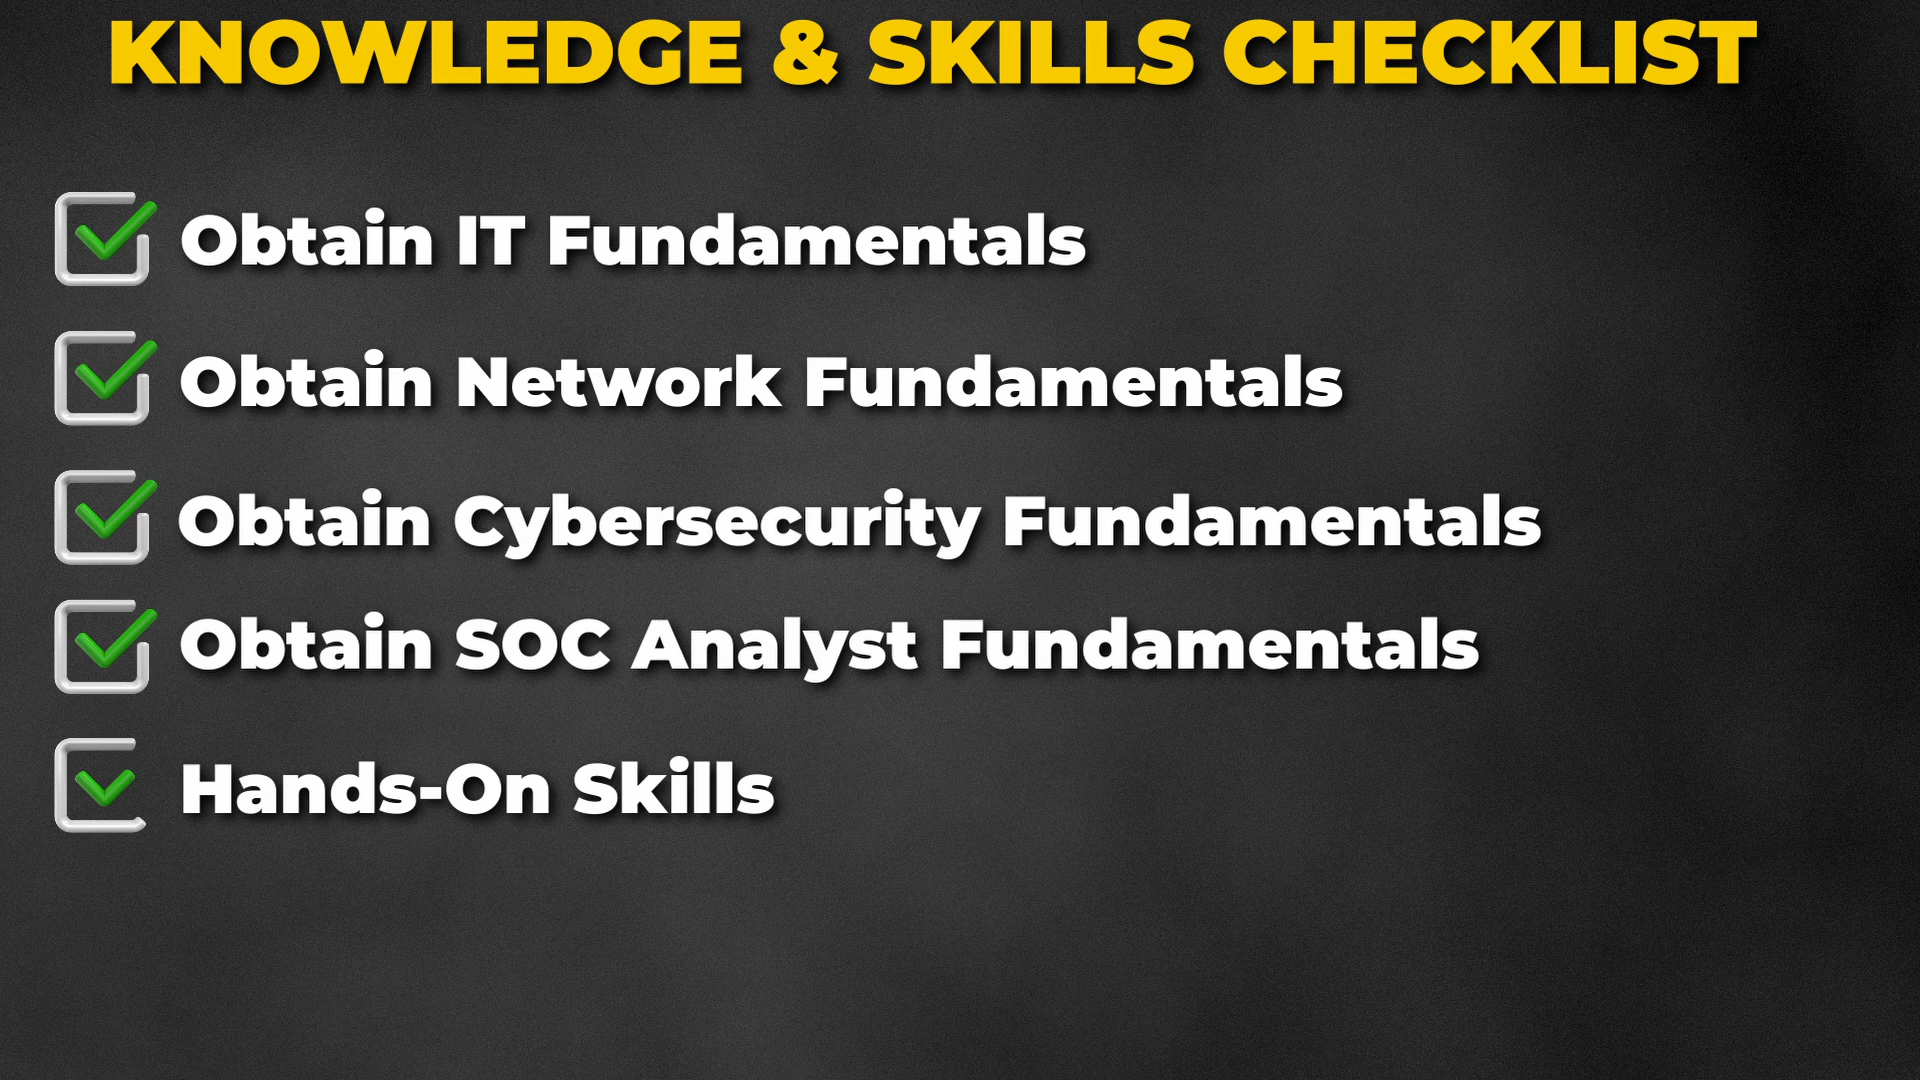 KNOWLEDGE & SKILLS CHECKLIST
Obtain IT Fundamentals
Obtain Network Fundamentals
Obtain Cybersecurity Fundamentals
Obtain SOC Analyst Fundamentals
Hands-On Skills